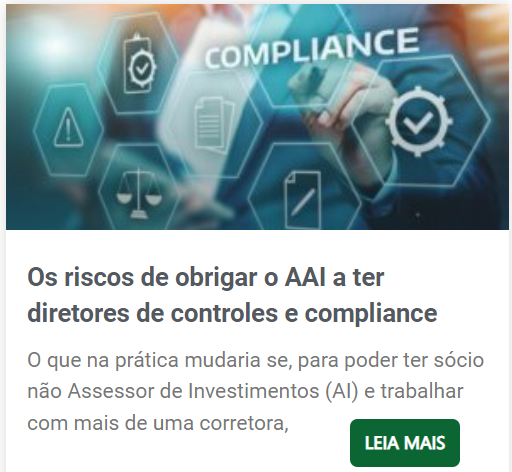 COMPLIANCE
Os riscos de obrigar o AAI a ter
diretores de controles e compliance
O que na prática mudaria se, para poder ter sócio
não Assessor de Investimentos (AI) e trabalhar
com mais de uma corretora,
LEIA MAIS